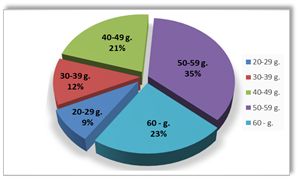 40-49 g.
21%
50-59 g.
35%
30-39 g.
12%
20-29 g.
9%
60 - g.
23%
20-29 g.
30-39 g.
40-49 g.
50-59 g.
60 - g.